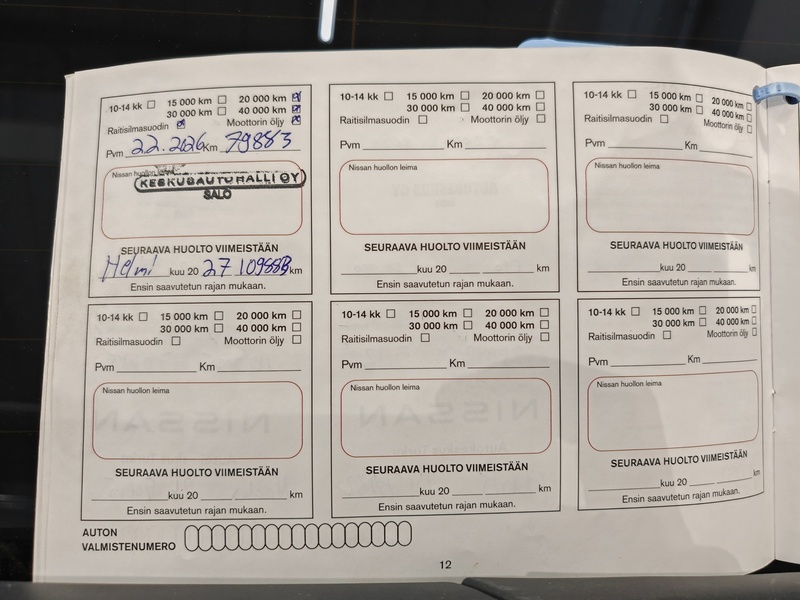 10-14 kk 15 000 km 20 000 km
30 000 km 40 000 km
Raitisilmasuodin Moottorin öljy
Pvm 2.2.2026 Km 79883
Nissan huollon leima
KESKUSAUTOHALLI OY
SALO
SEURAAVA HUOLTO VIIMEISTÄÄN
Helmi kuu 20 27 109883 km
Ensin saavutetun rajan mukaan.
10-14 kk 15 000 km 20 000 km
30 000 km 40 000 km
Raitisilmasuodin Moottorin öljy
Pvm Km
Nissan huollon leima
SEURAAVA HUOLTO VIIMEISTÄÄN
kuu 20 km
Ensin saavutetun rajan mukaan.
10-14 kk 15 000 km 20 000 km
30 000 km 40 000 km
Raitisilmasuodin Moottorin öljy
Pvm Km
Nissan huollon leima
SEURAAVA HUOLTO VIIMEISTÄÄN
kuu 20 km
Ensin saavutetun rajan mukaan.
10-14 kk 15 000 km 20 000 km
30 000 km 40 000 km
Raitisilmasuodin Moottorin öljy
Pvm Km
Nissan huollon leima
SEURAAVA HUOLTO VIIMEISTÄÄN
kuu 20 km
Ensin saavutetun rajan mukaan.
10-14 kk 15 000 km 20 000 km
30 000 km 40 000 km
Raitisilmasuodin Moottorin öljy
Pvm Km
Nissan huollon leima
SEURAAVA HUOLTO VIIMEISTÄÄN
kuu 20 km
Ensin saavutetun rajan mukaan.
10-14 kk 15 000 km 20 000 km
30 000 km 40 000 km
Raitisilmasuodin Moottorin öljy
Pvm Km
Nissan huollon leima
SEURAAVA HUOLTO VIIMEISTÄÄN
kuu 20 km
Ensin saavutetun rajan mukaan.
AUTON
VALMISTENUMERO
12